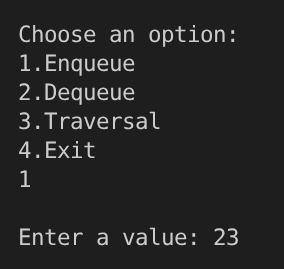 Choose an option:
1.Enqueue
2.Dequeue
3.Traversal
4.Exit
1
Enter a value: 23